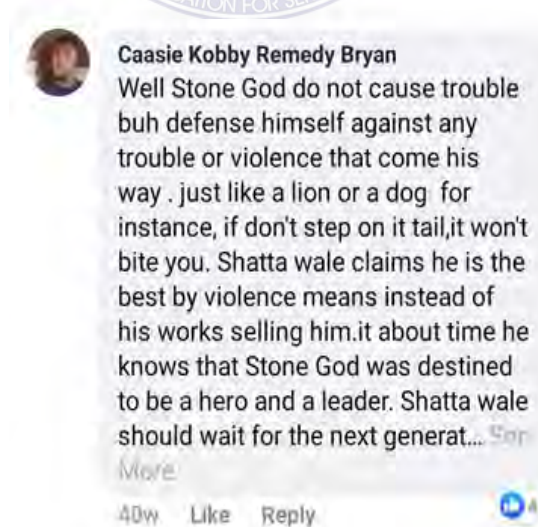 Caasie Kobby Remedy Bryan
Well Stone God do not cause trouble
buh defense himself against any
trouble or violence that come his
way . just like a lion or a dog  for
instance, if don't step on it tail,it won't
bite you. Shatta wale claims he is the
best by violence means instead of
his works selling him.it about time he
knows that Stone God was destined
to be a hero and a leader. Shatta wale
should wait for the next generat...
More
40w Like Reply